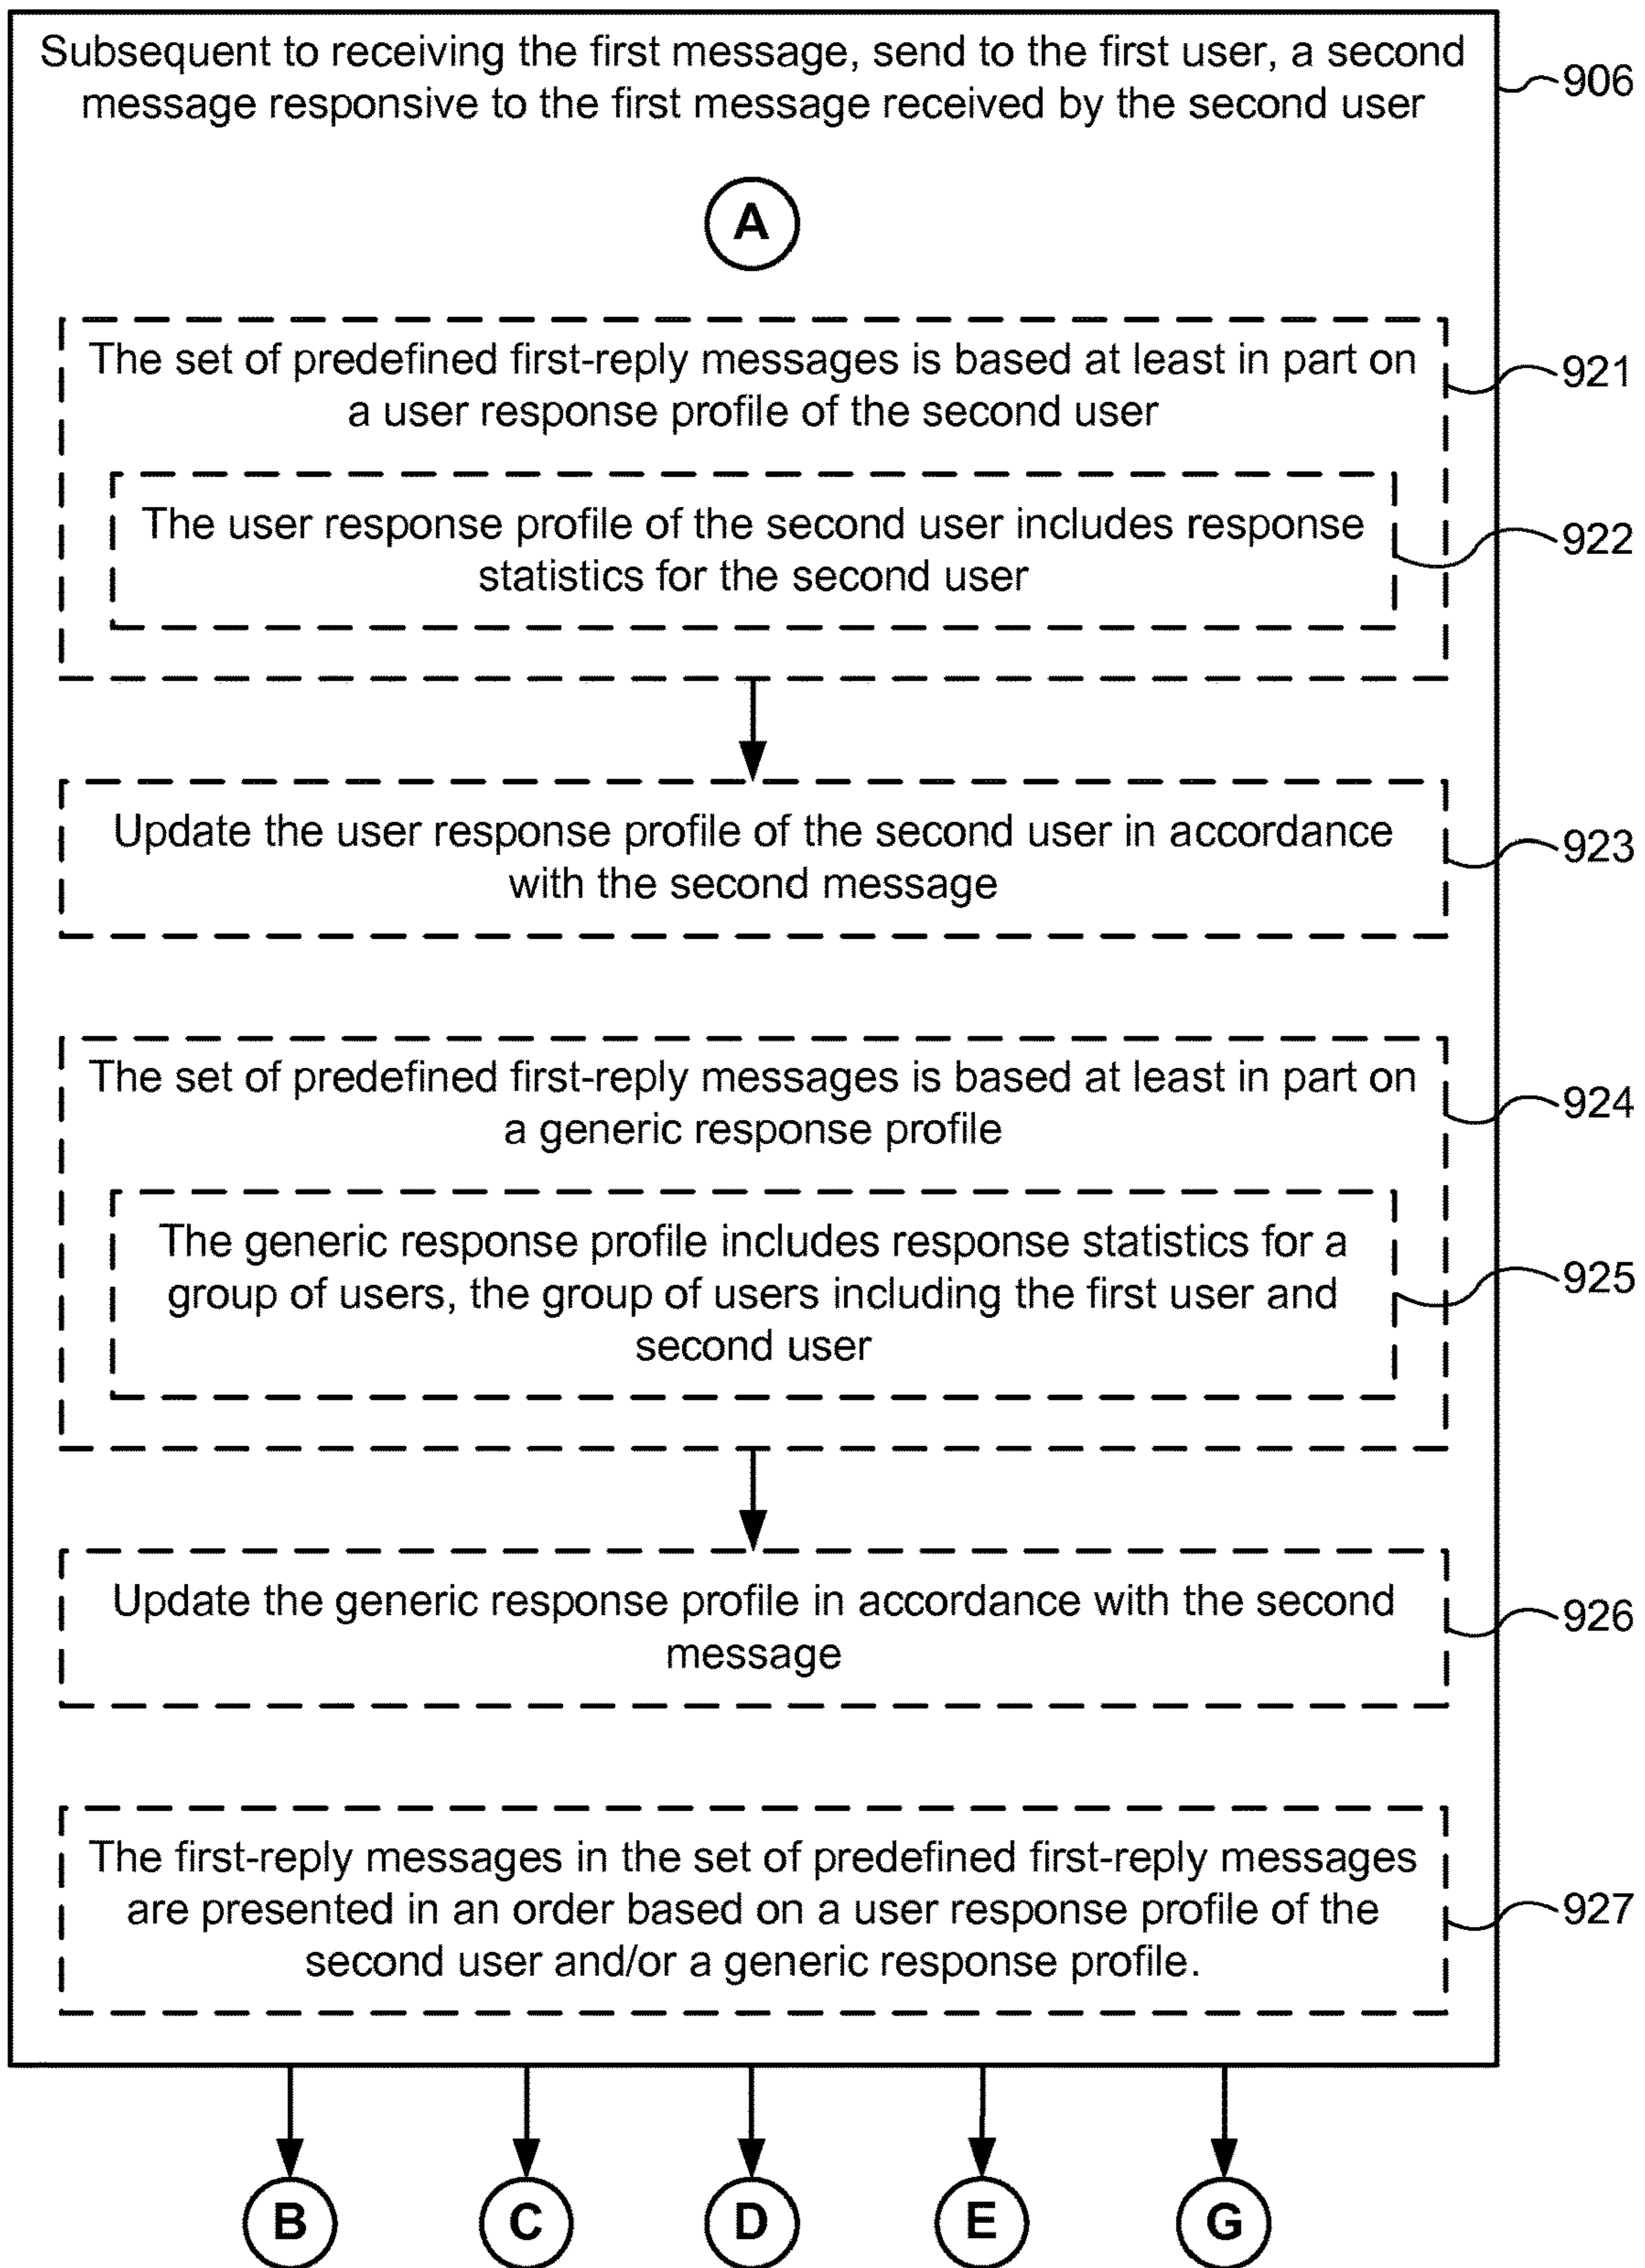 Subsequent to receiving the first message, send to the first user, a second
message responsive to the first message received by the second user
906
A
The set of predefined first-reply messages is based at least in part on
a user response profile of the second user
921
The user response profile of the second user includes response
statistics for the second user
922
Update the user response profile of the second user in accordance
with the second message
923
The set of predefined first-reply messages is based at least in part on
a generic response profile
924
The generic response profile includes response statistics for a
group of users, the group of users including the first user and
second user
925
Update the generic response profile in accordance with the second
message
926
The first-reply messages in the set of predefined first-reply messages
are presented in an order based on a user response profile of the
second user and/or a generic response profile.
927
B
C
D
E
G